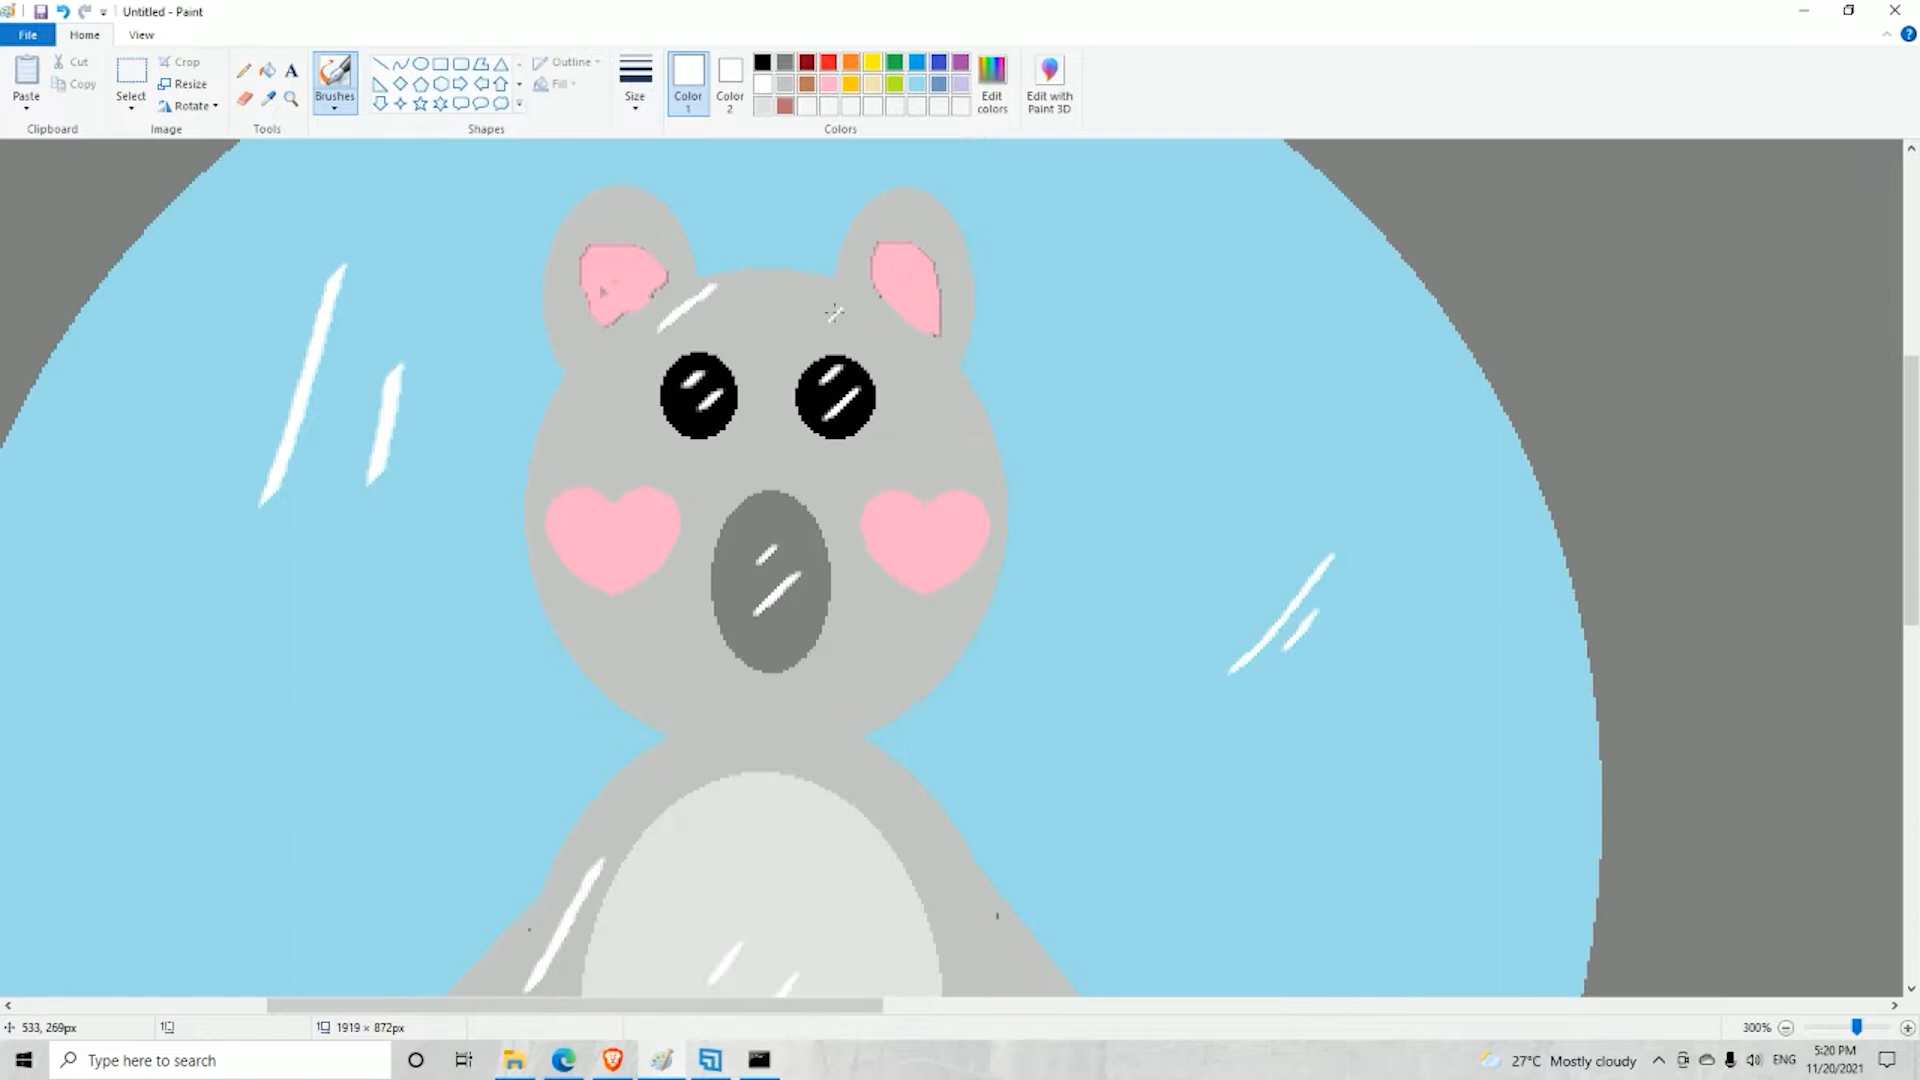 Untitled - Paint
File Home View
Paste
Cut
Copy
Clipboard
Select
Crop
Resize
Rotate
Image
A
Tools
Brushes
Outline
Fill
Shapes
Size
Color 1
Color 2
Edit colors
Edit with Paint 3D
Colors
533, 269px
1919 × 872px
300%
Type here to search
27°C Mostly cloudy
ENG
5:20 PM
11/20/2021